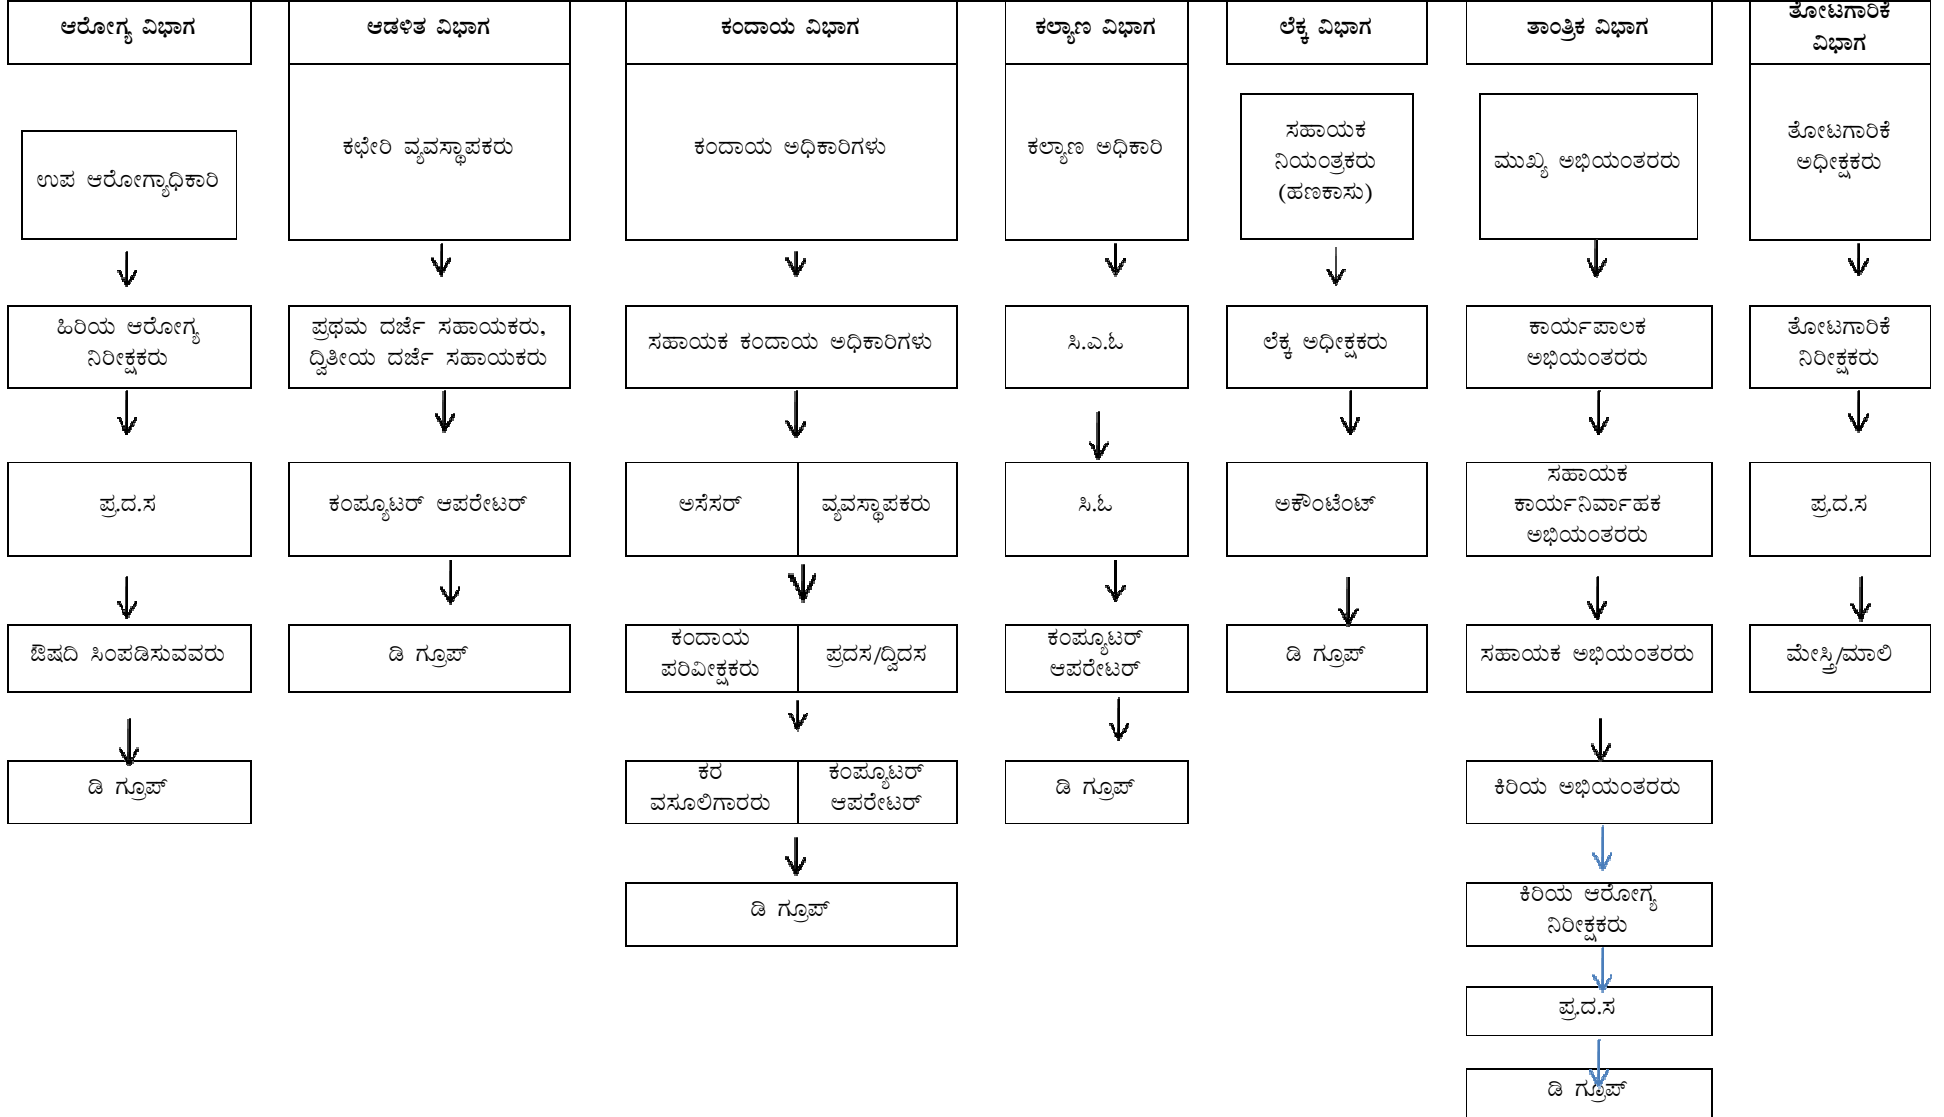 ಆರೋಗ್ಯ ವಿಭಾಗ
ಆಡಳಿತ ವಿಭಾಗ
ಕಂದಾಯ ವಿಭಾಗ
ಕಲ್ಯಾಣ ವಿಭಾಗ
ಲೆಕ್ಕ ವಿಭಾಗ
ತಾಂತ್ರಿಕ ವಿಭಾಗ
ತೋಟಗಾರಿಕೆ
ವಿಭಾಗ
ಉಪ ಆರೋಗ್ಯಾಧಿಕಾರಿ
ಕಛೇರಿ ವ್ಯವಸ್ಥಾಪಕರು
ಕಂದಾಯ ಅಧಿಕಾರಿಗಳು
ಕಲ್ಯಾಣ ಅಧಿಕಾರಿ
ಸಹಾಯಕ
ನಿಯಂತ್ರಕರು
(ಹಣಕಾಸು)
ಮುಖ್ಯ ಅಭಿಯಂತರರು
ತೋಟಗಾರಿಕೆ
ಅಧೀಕ್ಷಕರು
ಹಿರಿಯ ಆರೋಗ್ಯ
ನಿರೀಕ್ಷಕರು
ಪ್ರಥಮ ದರ್ಜೆ ಸಹಾಯಕರು,
ದ್ವಿತೀಯ ದರ್ಜೆ ಸಹಾಯಕರು
ಸಹಾಯಕ ಕಂದಾಯ ಅಧಿಕಾರಿಗಳು
ಸಿ.ಎ.ಓ
ಲೆಕ್ಕ ಅಧೀಕ್ಷಕರು
ಕಾರ್ಯಪಾಲಕ
ಅಭಿಯಂತರರು
ತೋಟಗಾರಿಕೆ
ನಿರೀಕ್ಷಕರು
ಪ್ರ.ದ.ಸ
ಕಂಪ್ಯೂಟರ್ ಆಪರೇಟರ್
ಅಸೆಸರ್
ವ್ಯವಸ್ಥಾಪಕರು
ಸಿ.ಓ
ಅಕೌಂಟೆಂಟ್
ಸಹಾಯಕ
ಕಾರ್ಯನಿರ್ವಾಹಕ
ಅಭಿಯಂತರರು
ಪ್ರ.ದ.ಸ
ಔಷದಿ ಸಿಂಪಡಿಸುವವರು
ಡಿ ಗ್ರೂಪ್
ಕಂದಾಯ
ಪರಿವೀಕ್ಷಕರು
ಪ್ರದಸ/ದ್ವಿದಸ
ಕಂಪ್ಯೂಟರ್
ಆಪರೇಟರ್
ಡಿ ಗ್ರೂಪ್
ಸಹಾಯಕ ಅಭಿಯಂತರರು
ಮೇಸ್ತ್ರಿ/ಮಾಲಿ
ಡಿ ಗ್ರೂಪ್
ಕರ
ವಸೂಲಿಗಾರರು
ಕಂಪ್ಯೂಟರ್
ಆಪರೇಟರ್
ಡಿ ಗ್ರೂಪ್
ಕಿರಿಯ ಅಭಿಯಂತರರು
ಡಿ ಗ್ರೂಪ್
ಕಿರಿಯ ಆರೋಗ್ಯ
ನಿರೀಕ್ಷಕರು
ಪ್ರ.ದ.ಸ
ಡಿ ಗ್ರೂಪ್